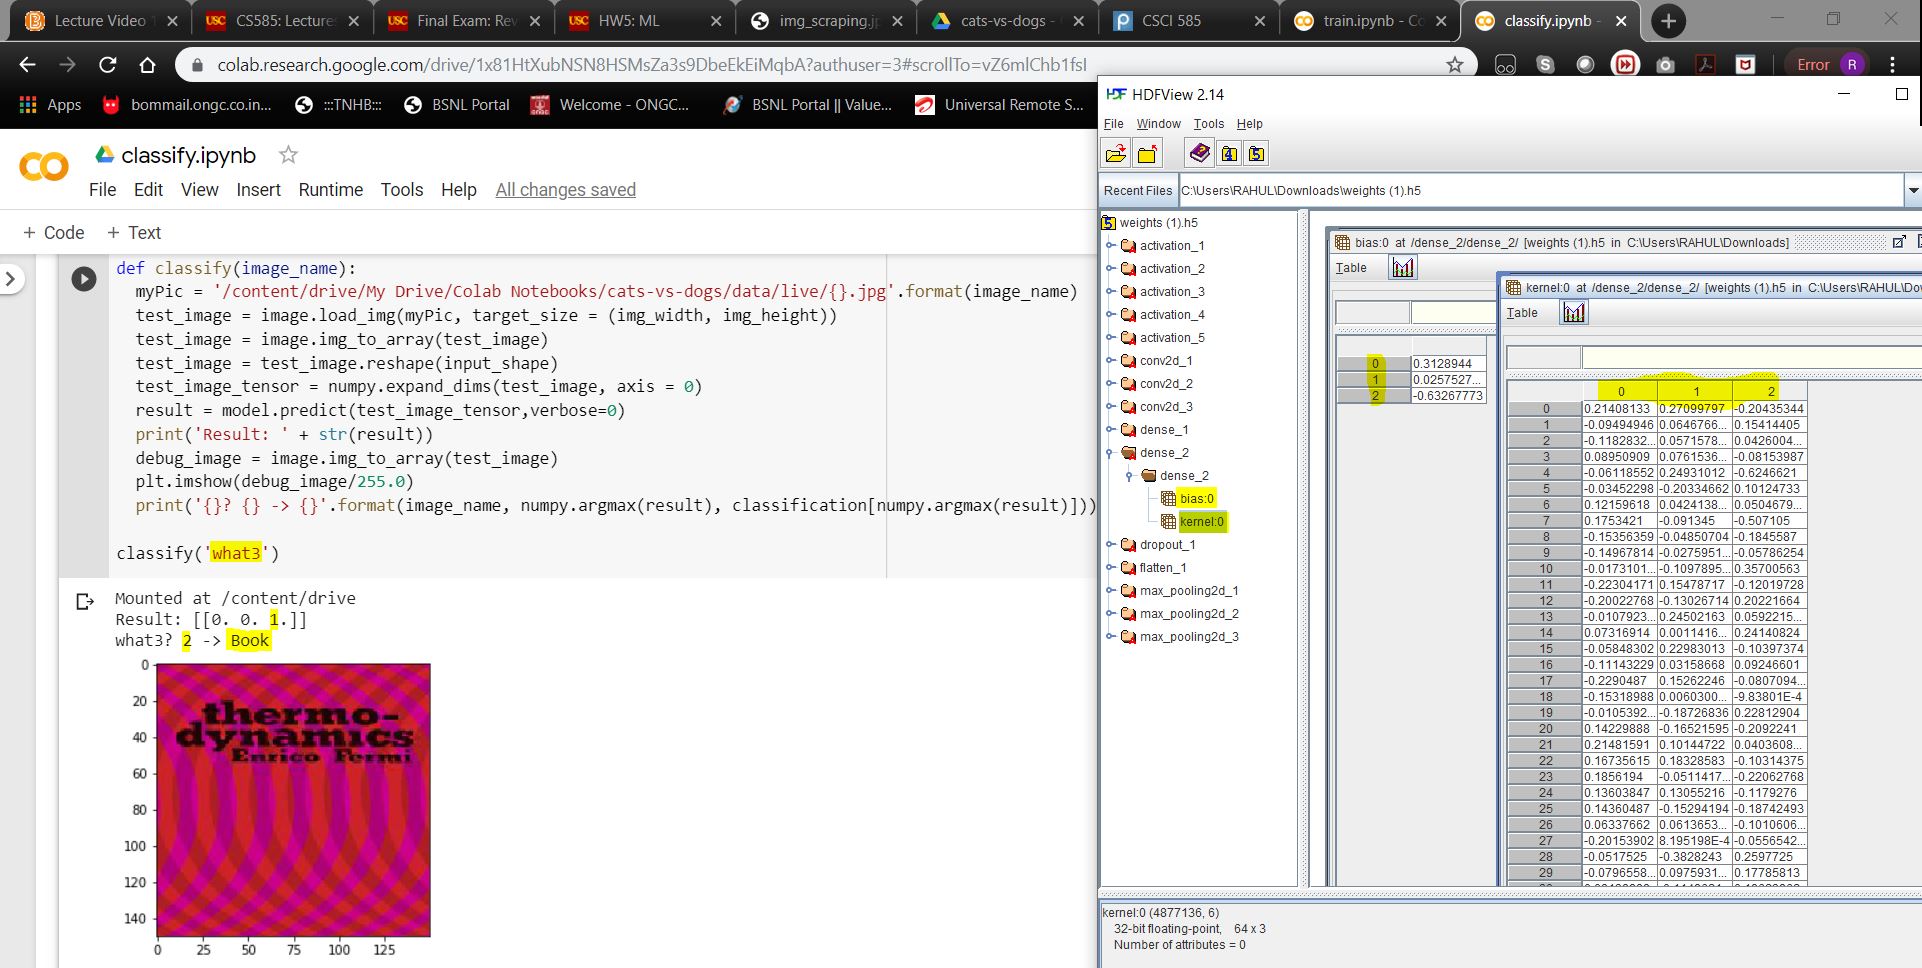 Lecture Video
CS585: Lecture
Final Exam: Rev
HW5: ML
img_scraping.j
cats-vs-dogs -
CSCI 585
train.ipynb - Co
classify.ipynb -
colab.research.google.com/drive/1x81HtXubNSN8HSMsZa3s9DbeEkEiMqbA?authuser=3#scrollTo=vZ6mlChb1fsI
Error R
Apps
bommail.ongc.co.in...
:::TNHB:::
BSNL Portal
Welcome - ONGC...
BSNL Portal || Value...
Universal Remote S...
classify.ipynb
File Edit View Insert Runtime Tools Help All changes saved
+ Code + Text
def classify(image_name):
myPic = '/content/drive/My Drive/Colab Notebooks/cats-vs-dogs/data/live/{}.jpg'.format(image_name)
test_image = image.load_img(myPic, target_size = (img_width, img_height))
test_image = image.img_to_array(test_image)
test_image = test_image.reshape(input_shape)
test_image_tensor = numpy.expand_dims(test_image, axis = 0)
result = model.predict(test_image_tensor,verbose=0)
print('Result: ' + str(result))
debug_image = image.img_to_array(test_image)
plt.imshow(debug_image/255.0)
print('{}? {} -> {}'.format(image_name, numpy.argmax(result), classification[numpy.argmax(result)]))
classify('what3')
Mounted at /content/drive
Result: [[0. 0. 1.]]
what3? 2 -> Book
0
20
40
60
80
100
120
140
thermo-
dynamics
Enrico Fermi
0 25 50 75 100 125
HDFView 2.14
File Window Tools Help
4 5
Recent Files C:\Users\RAHUL\Downloads\weights (1).h5
5 weights (1).h5
activation_1
activation_2
activation_3
activation_4
activation_5
conv2d_1
conv2d_2
conv2d_3
dense_1
dense_2
dense_2
bias:0
kernel:0
dropout_1
flatten_1
max_pooling2d_1
max_pooling2d_2
max_pooling2d_3
bias:0 at /dense_2/dense_2/ [weights (1).h5 in C:\Users\RAHUL\Downloads]
Table
0 0.3128944
1 0.0257527...
2 -0.63267773
kernel:0 at /dense_2/dense_2/ [weights (1).h5 in C:\Users\RAHUL\Do
Table
0 1 2
0 0.21408133 0.27099797 -0.20435344
1 -0.09494946 0.0646766... 0.15414405
2 -0.1182832... 0.0571578... 0.0426004...
3 0.08950909 0.0761536... -0.08153987
4 -0.06118552 0.24931012 -0.6246621
5 -0.03452298 -0.20334662 0.10124733
6 0.12159618 0.0424138... 0.0504679...
7 0.1753421 -0.091345 -0.507105
8 -0.15356359 -0.04850704 -0.1845587
9 -0.14967814 -0.0275951... -0.05786254
10 -0.0173101... -0.1097895... 0.35700563
11 -0.22304171 0.15478717 -0.12019728
12 -0.20022768 -0.13026714 0.20221664
13 -0.0107923... 0.24502163 0.0592215...
14 0.07316914 0.0011416... 0.24140824
15 -0.05848302 0.22983013 -0.10397374
16 -0.11143229 0.03158668 0.09246601
17 -0.2290487 0.15262246 -0.0807094...
18 -0.15318988 0.0060300... -9.83801E-4
19 -0.0105392... -0.18726836 0.22812904
20 0.14229888 -0.16521595 -0.2092241
21 0.21481591 0.10144722 0.0403608...
22 0.16735615 0.18328583 -0.10314375
23 0.1856194 -0.0511417... -0.22062768
24 0.13603847 0.13055216 -0.1179276
25 0.14360487 -0.15294194 -0.18742493
26 0.06337662 0.0613653... -0.1010606...
27 -0.20153902 8.195198E-4 -0.0556542...
28 -0.0517525 -0.3828243 0.2597725
29 -0.0796558... 0.0975931... 0.17785813
kernel:0 (4877136, 6)
32-bit floating-point, 64 x 3
Number of attributes = 0